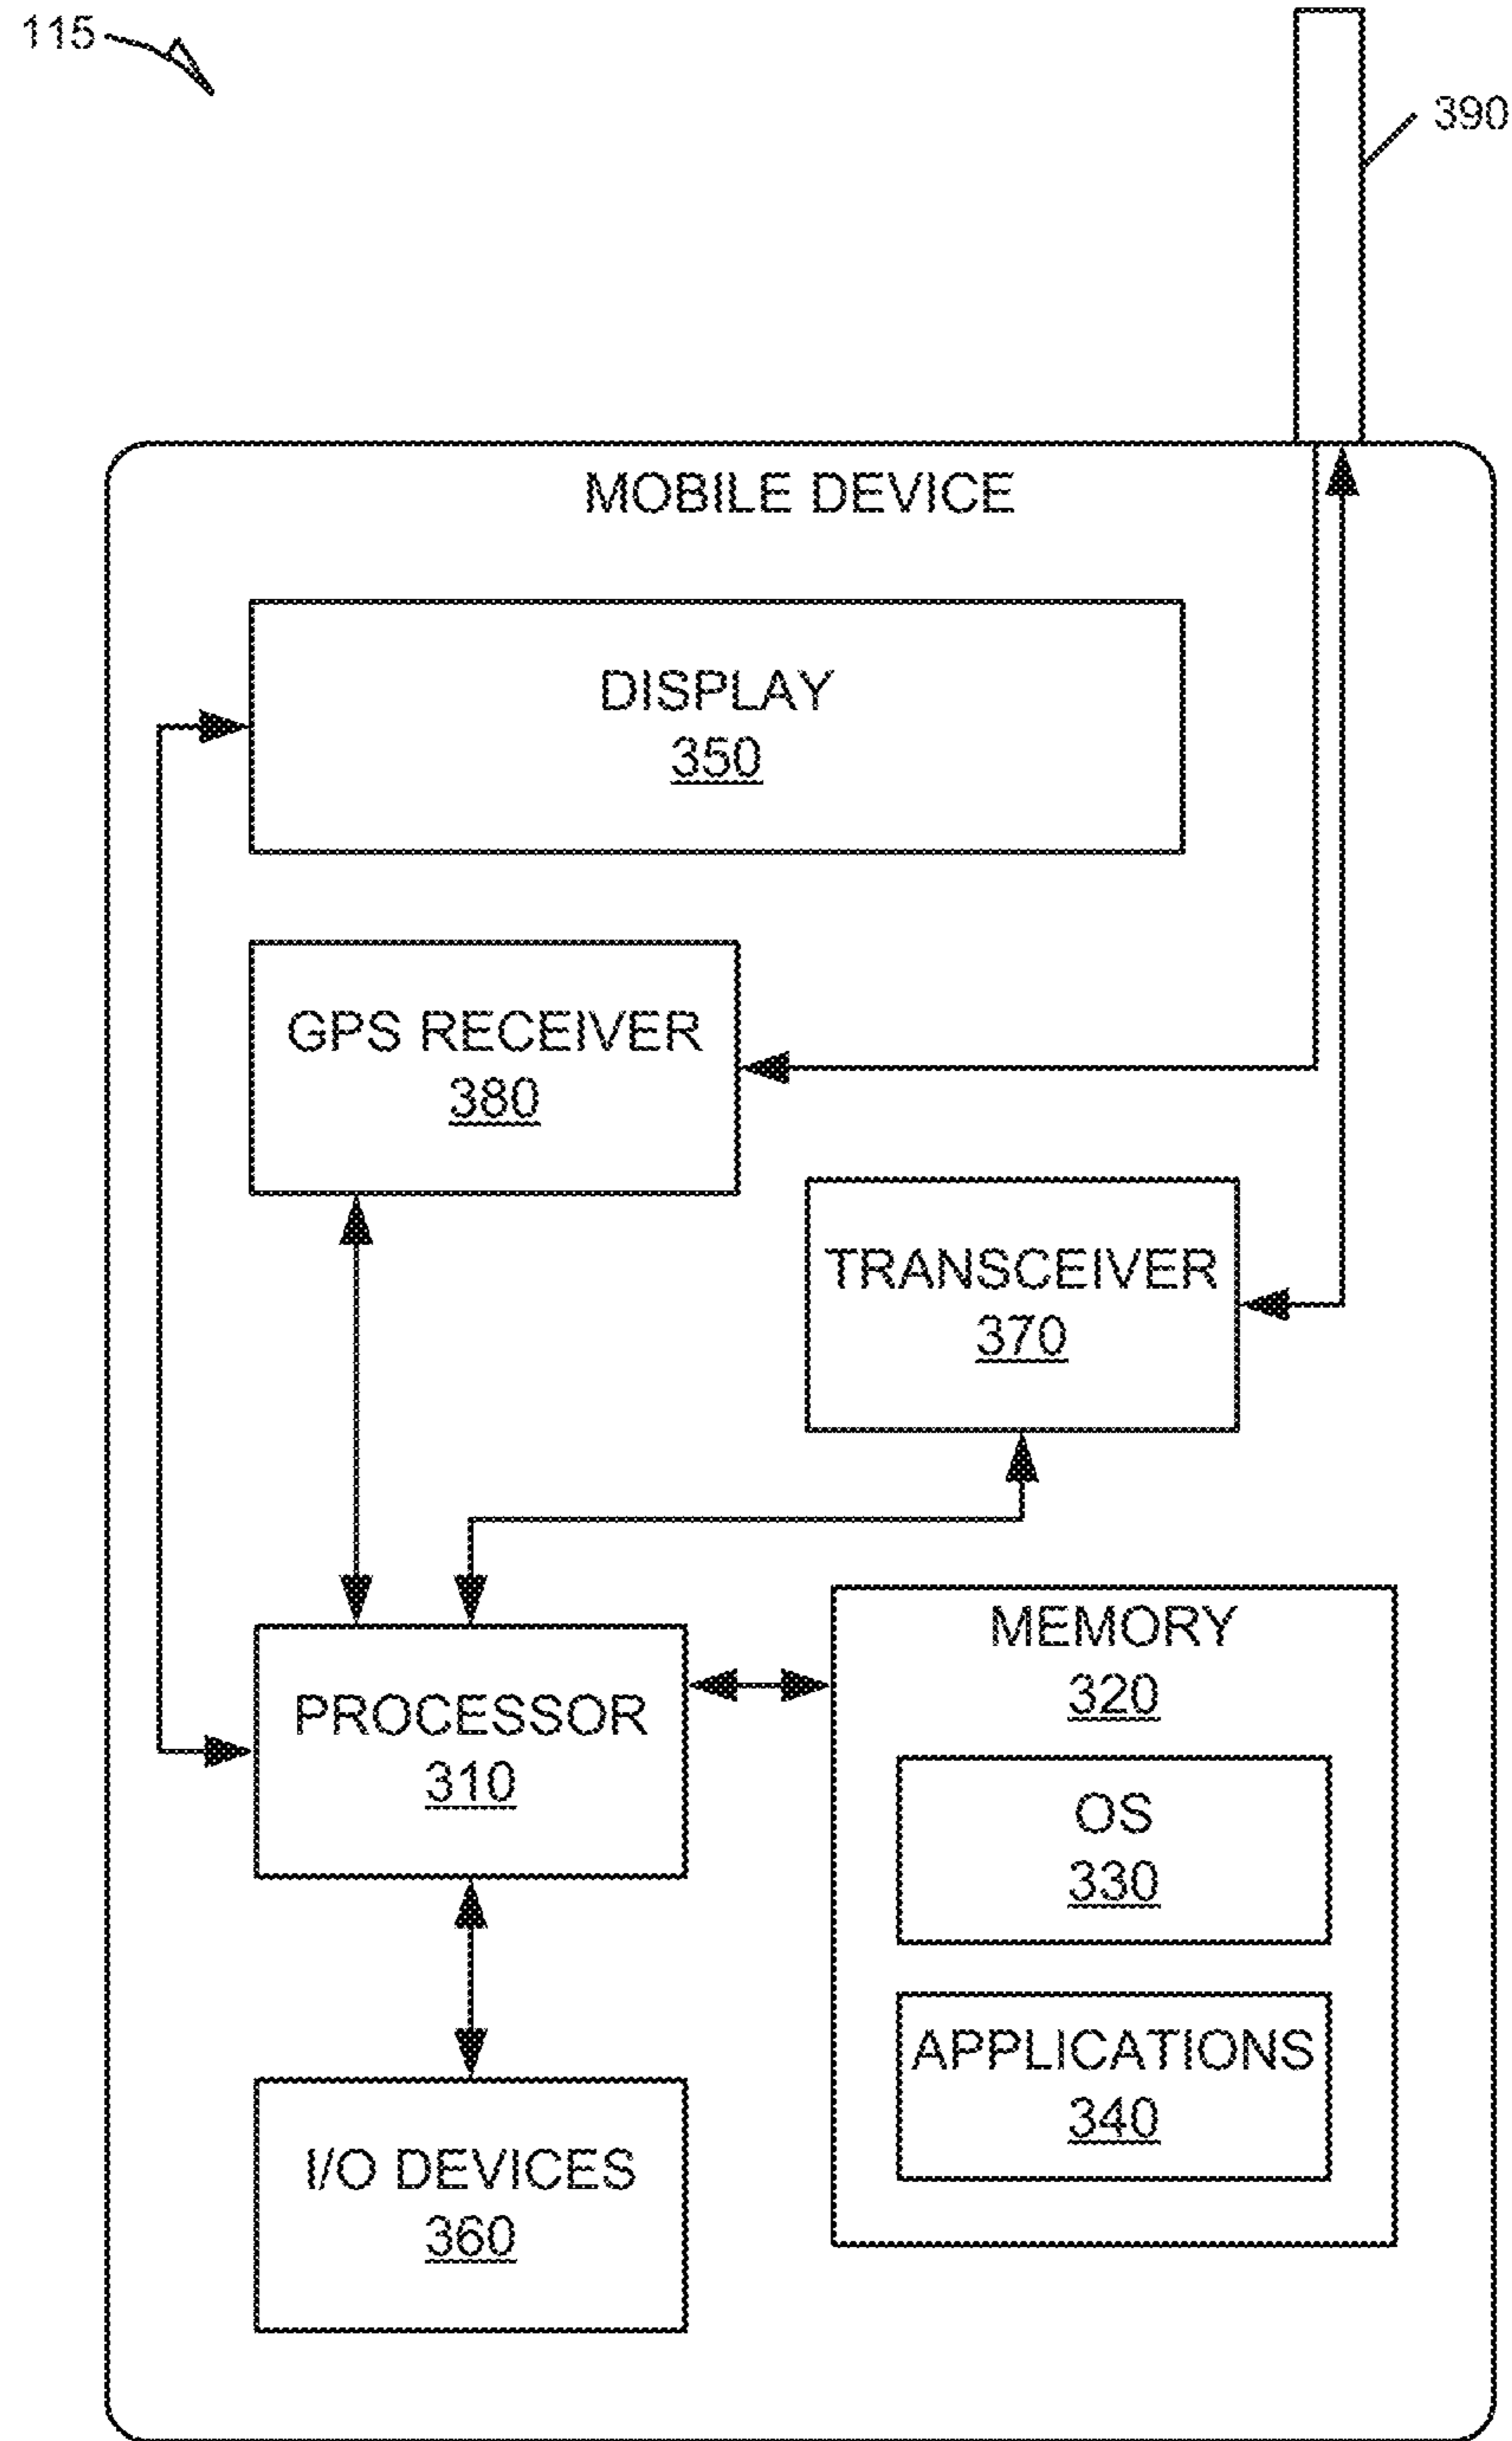 115
390
MOBILE DEVICE
DISPLAY
350
GPS RECEIVER
380
TRANSCEIVER
370
PROCESSOR
310
MEMORY
320
OS
330
APPLICATIONS
340
I/O DEVICES
360